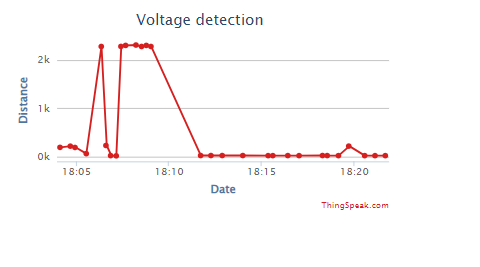 Voltage detection
2k
1k
0k
Distance
18:05 18:10 18:15 18:20
Date
ThingSpeak.com